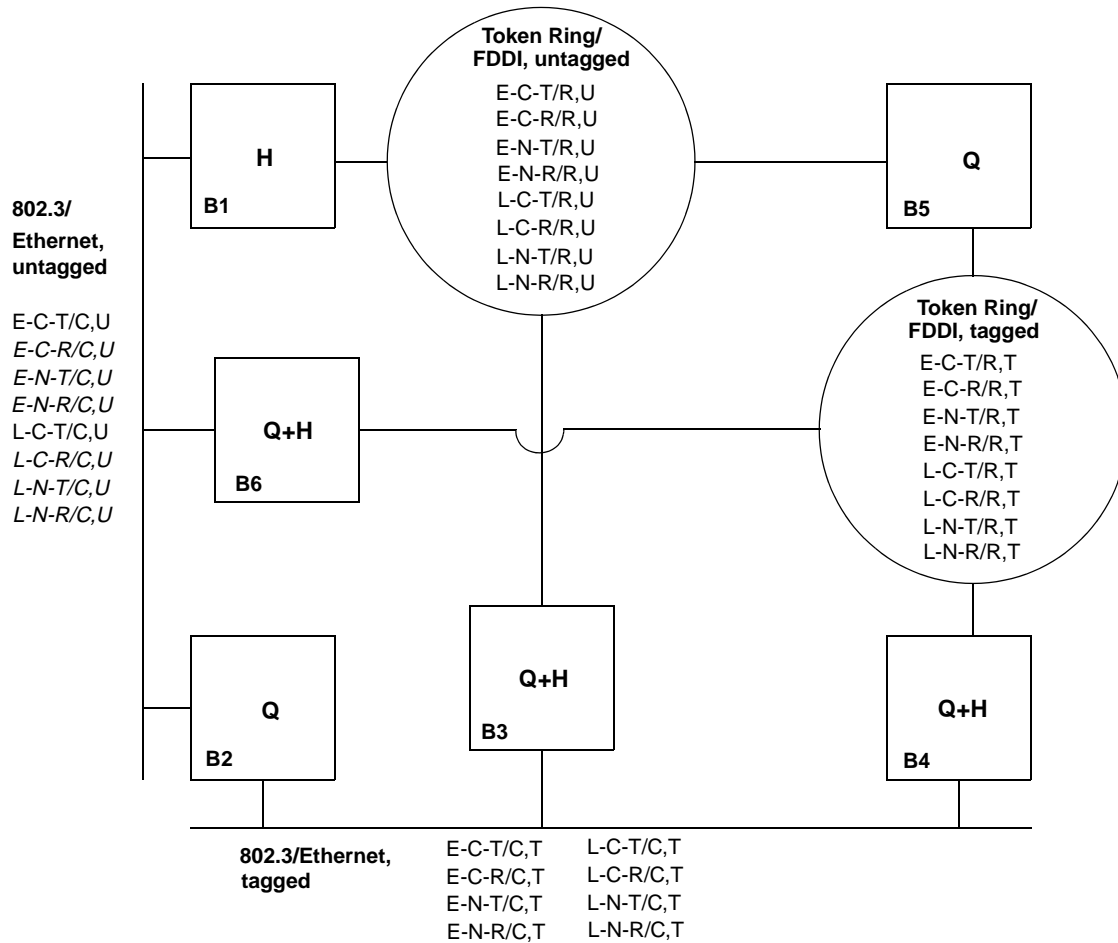 Token Ring/
FDDI, untagged
E-C-T/R,U
E-C-R/R,U
E-N-T/R,U
E-N-R/R,U
L-C-T/R,U
L-C-R/R,U
L-N-T/R,U
L-N-R/R,U
H
B1
Q
B5
802.3/
Ethernet,
untagged
E-C-T/C,U
E-C-R/C,U
E-N-T/C,U
E-N-R/C,U
L-C-T/C,U
L-C-R/C,U
L-N-T/C,U
L-N-R/C,U
Q+H
B6
Token Ring/
FDDI, tagged
E-C-T/R,T
E-C-R/R,T
E-N-T/R,T
E-N-R/R,T
L-C-T/R,T
L-C-R/R,T
L-N-T/R,T
L-N-R/R,T
Q
B2
Q+H
B3
Q+H
B4
802.3/Ethernet,
tagged
E-C-T/C,T
E-C-R/C,T
E-N-T/C,T
E-N-R/C,T
L-C-T/C,T
L-C-R/C,T
L-N-T/C,T
L-N-R/C,T